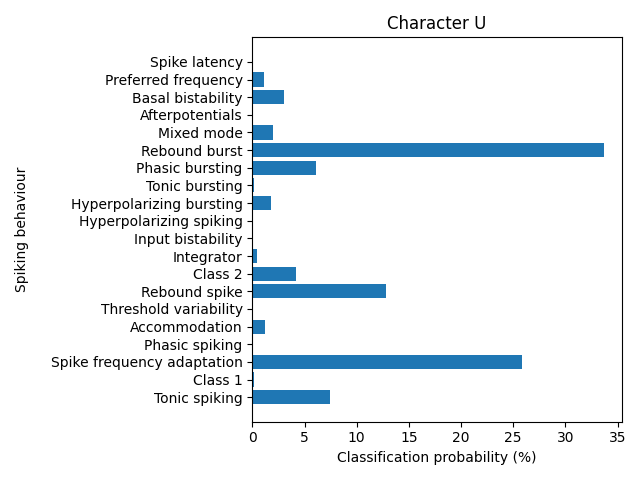 Character U
Spiking behaviour
Spike latency
Preferred frequency
Basal bistability
Afterpotentials
Mixed mode
Rebound burst
Phasic bursting
Tonic bursting
Hyperpolarizing bursting
Hyperpolarizing spiking
Input bistability
Integrator
Class 2
Rebound spike
Threshold variability
Accommodation
Phasic spiking
Spike frequency adaptation
Class 1
Tonic spiking
0 5 10 15 20 25 30 35
Classification probability (%)